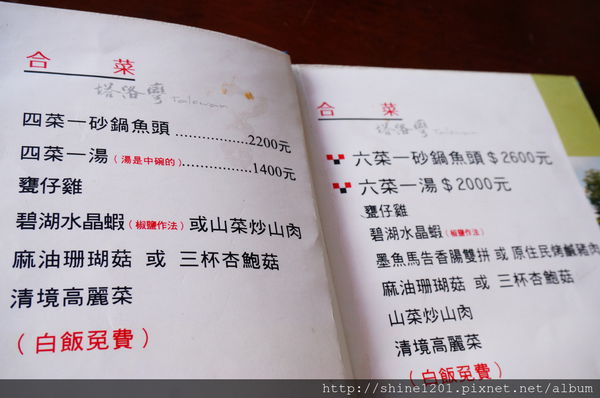 合 菜
塔洛灣 Talowan
四菜一砂鍋魚頭 ................2200元
四菜一湯（湯是中碗的）................1400元
甕仔雞
碧湖水晶蝦（椒鹽作法）或山菜炒山肉
麻油珊瑚菇 或 三杯杏鮑菇
清境高麗菜
（白飯免費）
合 菜
塔洛灣 Talowan
六菜一砂鍋魚頭＄2600元
六菜一湯＄2000元
甕仔雞
碧湖水晶蝦（椒鹽作法）
墨魚馬告香腸雙拼 或 原住民烤鹹豬肉
麻油珊瑚菇 或 三杯杏鮑菇
山菜炒山肉
清境高麗菜
（白飯免費）
http://shine1201.pixnet.net/album